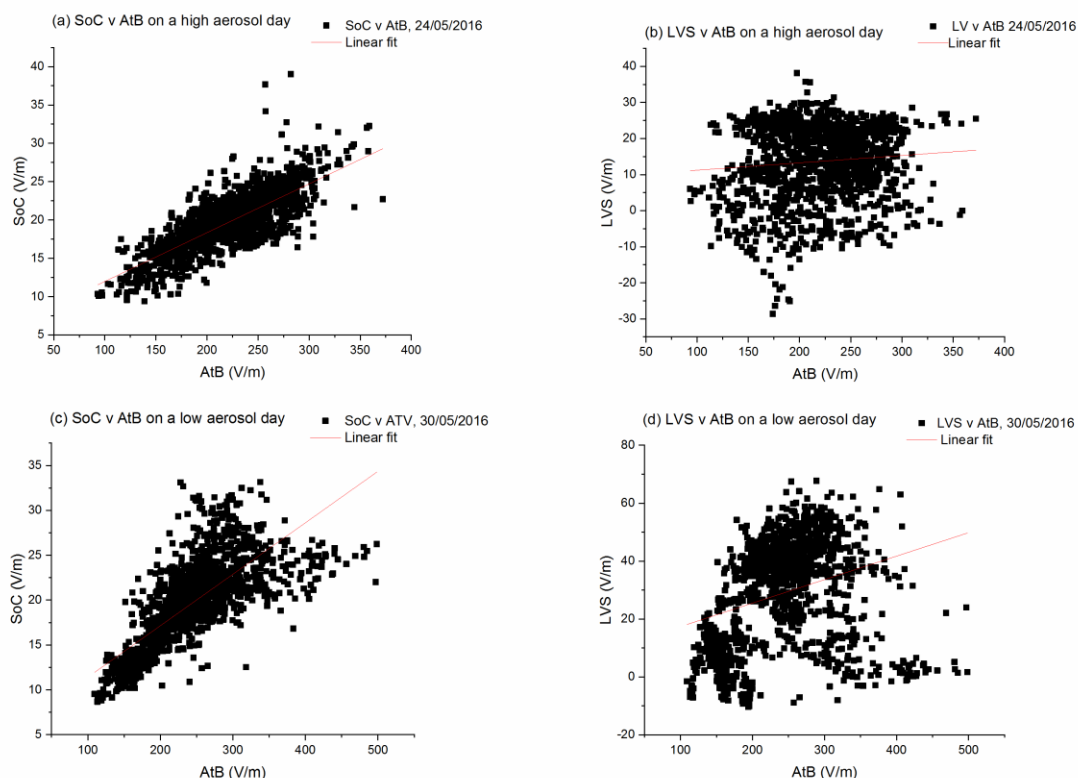 (a) SoC v AtB on a high aerosol day
SoC v AtB, 24/05/2016
Linear fit
40
35
30
25
20
15
10
5
SoC (V/m)
50 100 150 200 250 300 350 400
AtB (V/m)
(b) LVS v AtB on a high aerosol day
LV v AtB 24/05/2016
Linear fit
40
30
20
10
0
-10
-20
-30
LVS (V/m)
50 100 150 200 250 300 350 400
AtB (V/m)
(c) SoC v AtB on a low aerosol day
SoC v ATV, 30/05/2016
Linear fit
35
30
25
20
15
10
5
SoC (V/m)
100 200 300 400 500
AtB (V/m)
(d) LVS v AtB on a low aerosol day
LVS v AtB, 30/05/2016
Linear fit
80
60
40
20
0
-20
LVS (V/m)
100 200 300 400 500
AtB (V/m)